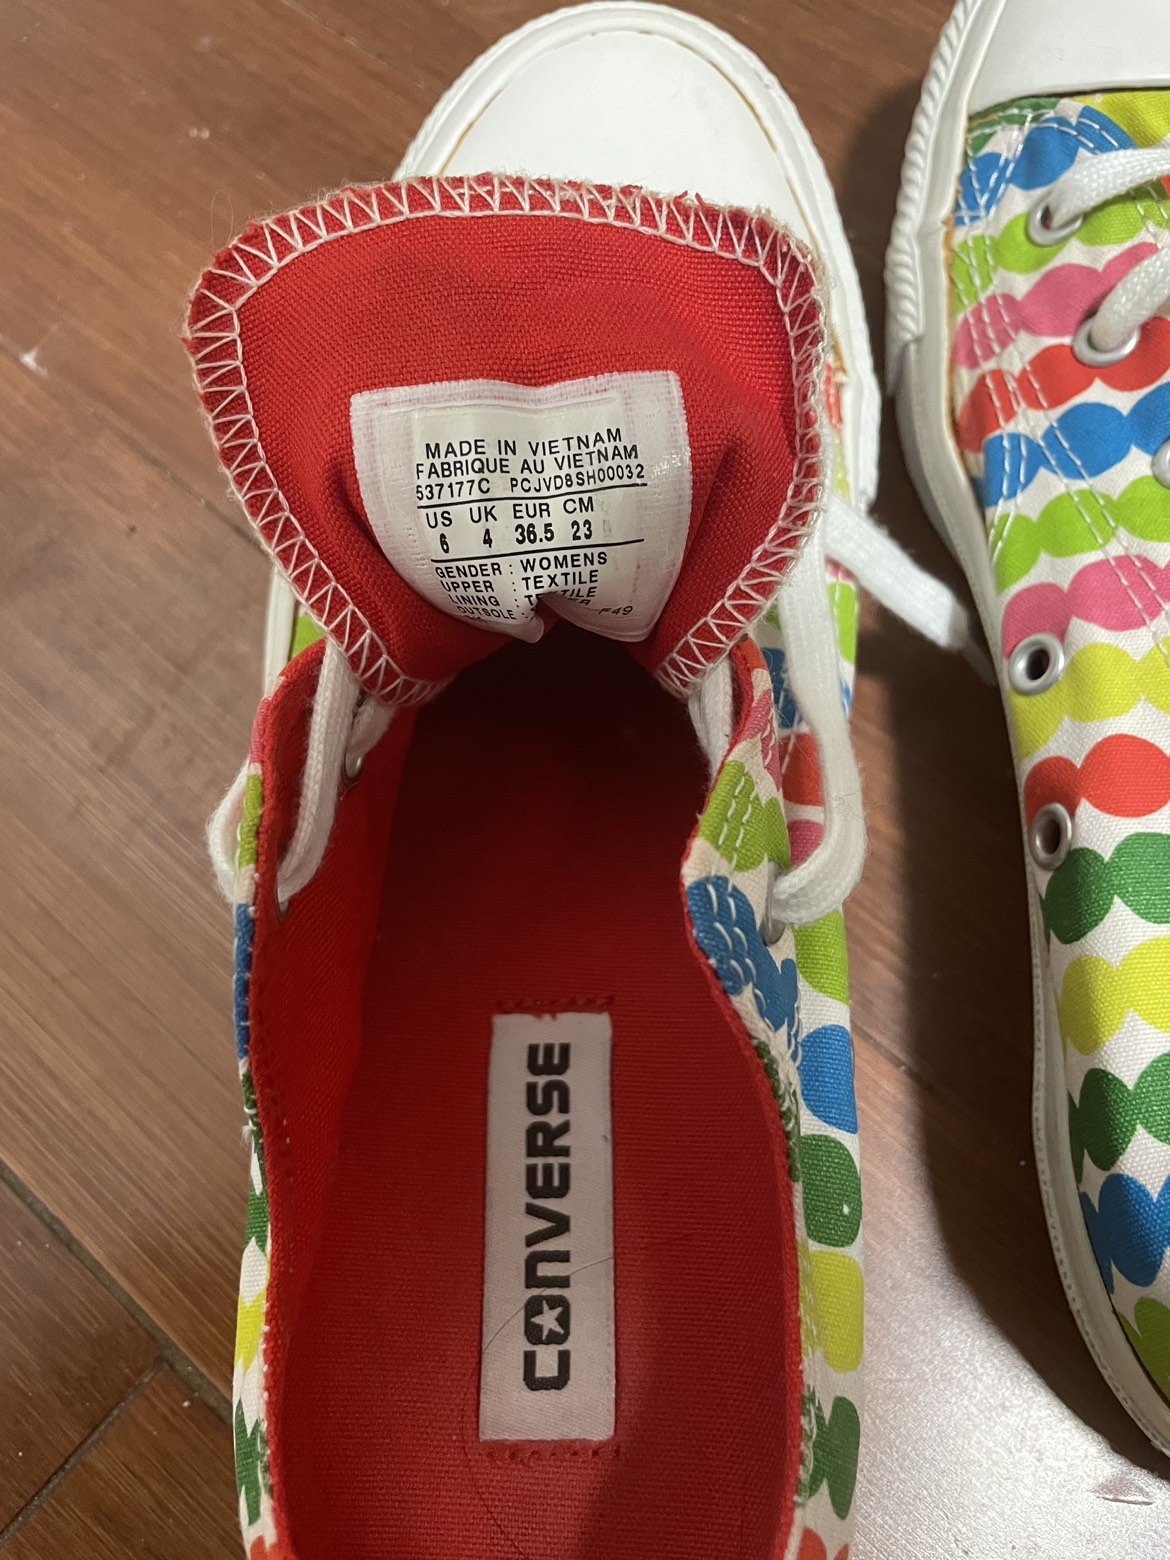 MADE IN VIETNAM
FABRIQUE AU VIETNAM
537177C PCJVD8SH00032
US UK EUR CM
6 4 36.5 23
GENDER : WOMENS
UPPER : TEXTILE
LINING :
OUTSOLE :
F49
CONVERSE